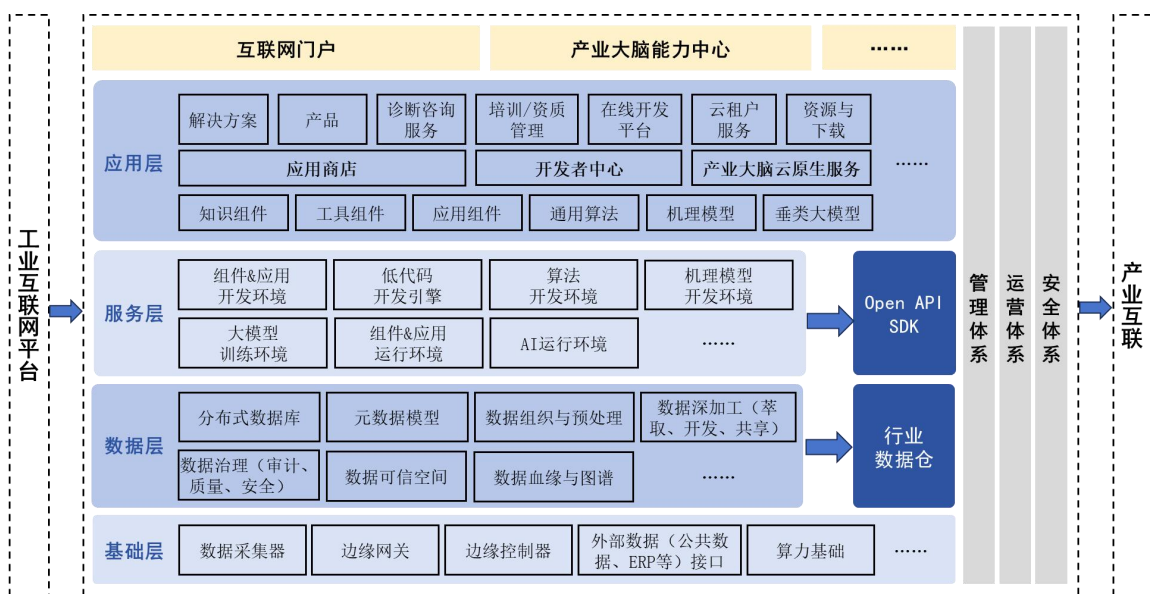 工业互联网平台
互联网门户
产业大脑能力中心
……
应用层
解决方案
产品
诊断咨询
服务
培训/资质
管理
在线开发
平台
云租户
服务
资源与
下载
应用商店
开发者中心
产业大脑云原生服务
……
知识组件
工具组件
应用组件
通用算法
机理模型
垂类大模型
服务层
组件&应用
开发环境
低代码
开发引擎
算法
开发环境
机理模型
开发环境
大模型
训练环境
组件&应用
运行环境
AI运行环境
……
Open API
SDK
数据层
分布式数据库
元数据模型
数据组织与预处理
数据深加工（萃
取、开发、共享）
数据治理（审计、
质量、安全）
数据可信空间
数据血缘与图谱
……
行业
数据仓
基础层
数据采集器
边缘网关
边缘控制器
外部数据（公共数
据、ERP等）接口
算力基础
……
管理体系
运营体系
安全体系
产业互联